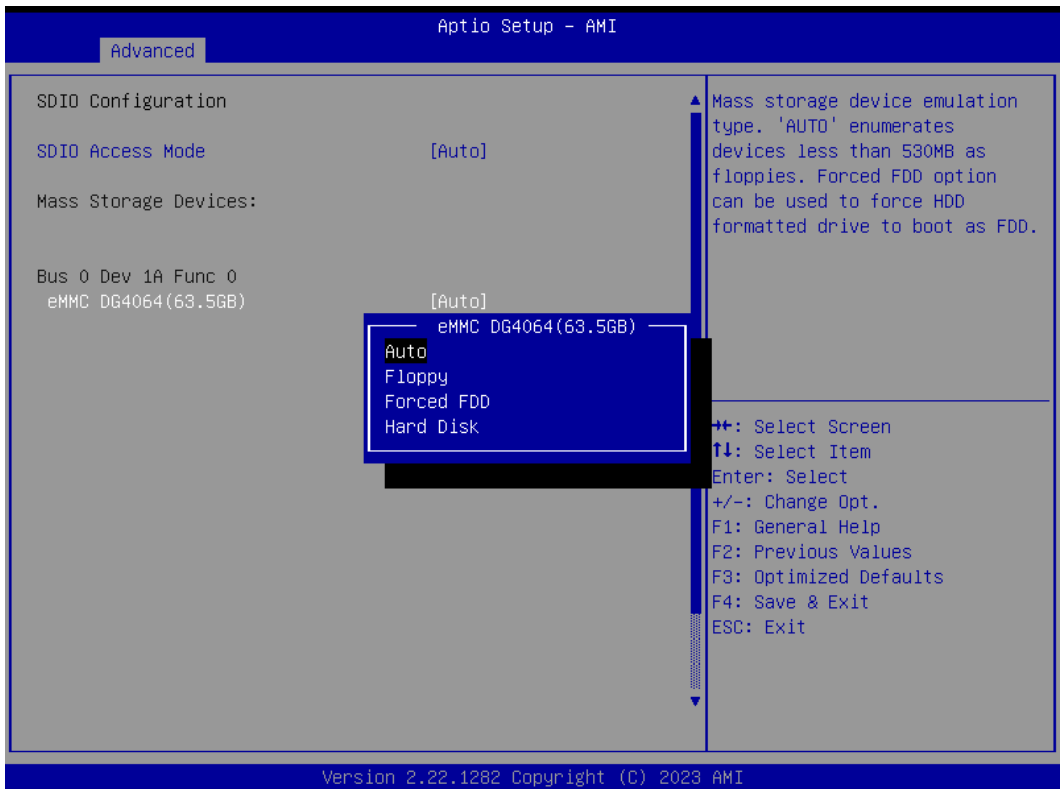 Aptio Setup – AMI
Advanced
SDIO Configuration
SDIO Access Mode [Auto]
Mass Storage Devices:
Bus 0 Dev 1A Func 0
eMMC DG4064(63.5GB) [Auto]
eMMC DG4064(63.5GB)
Auto
Floppy
Forced FDD
Hard Disk
Mass storage device emulation
type. 'AUTO' enumerates
devices less than 530MB as
floppies. Forced FDD option
can be used to force HDD
formatted drive to boot as FDD.
→←: Select Screen
↑↓: Select Item
Enter: Select
+/-: Change Opt.
F1: General Help
F2: Previous Values
F3: Optimized Defaults
F4: Save & Exit
ESC: Exit
Version 2.22.1282 Copyright (C) 2023 AMI